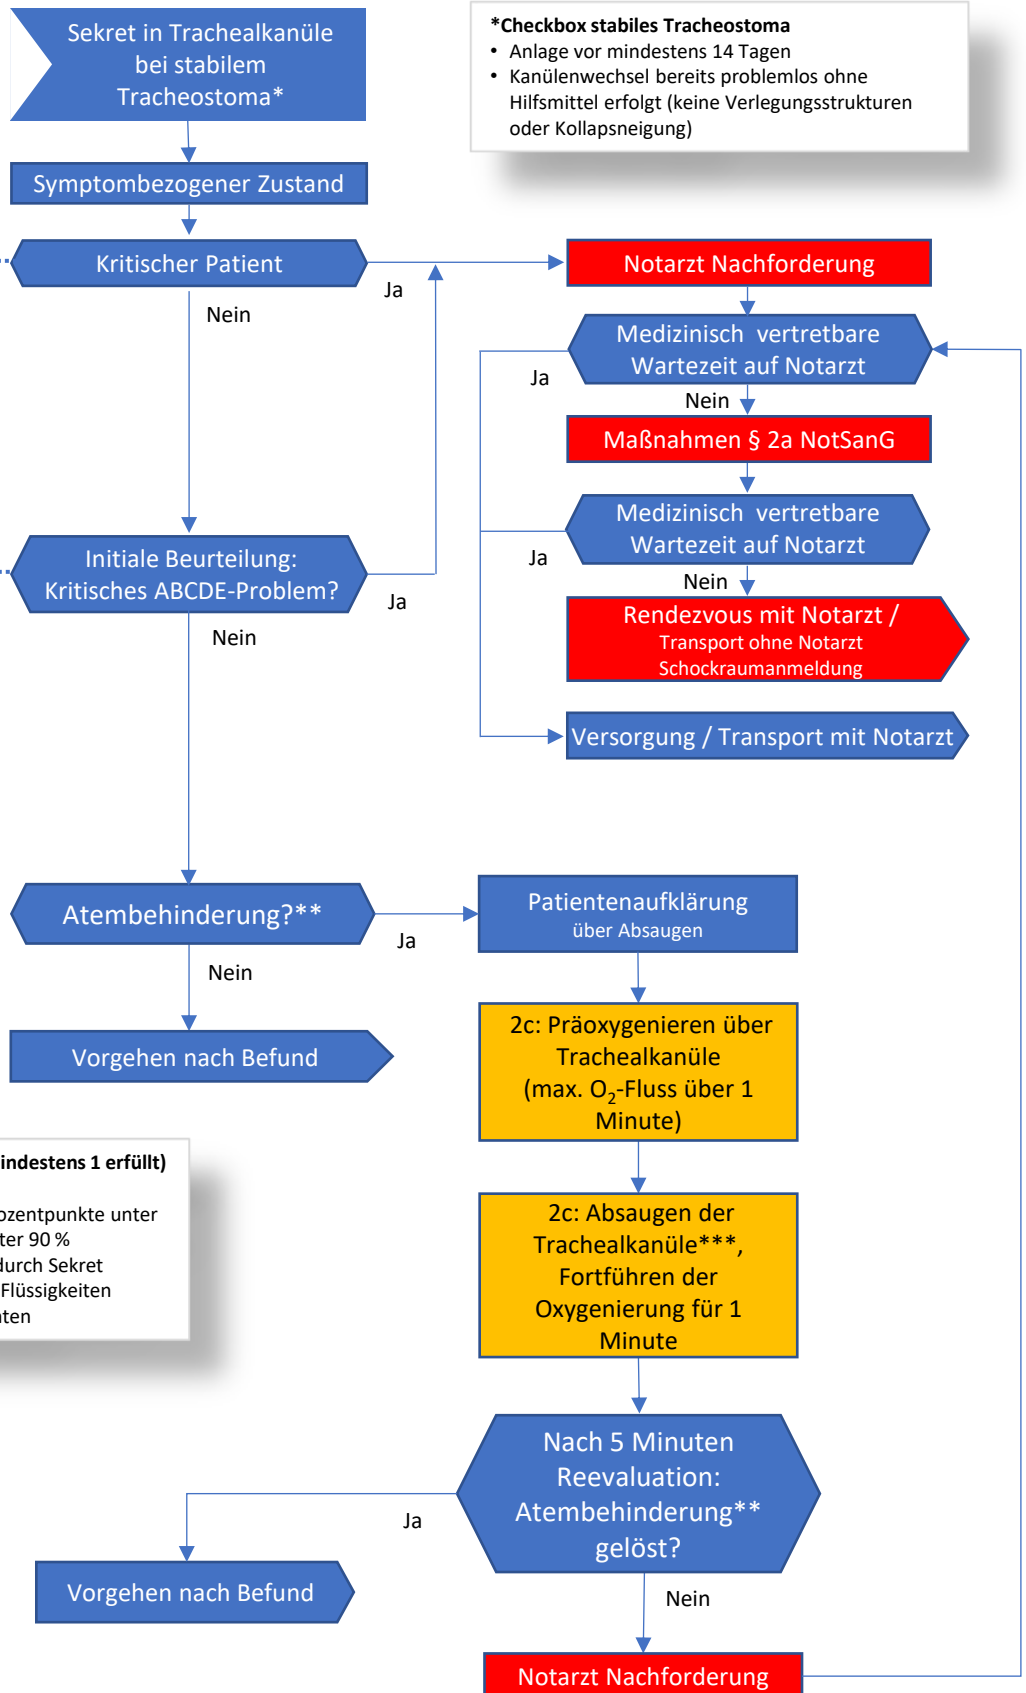 Sekret in Trachealkanüle
bei stabilem
Tracheostoma*
*Checkbox stabiles Tracheostoma
• Anlage vor mindestens 14 Tagen
• Kanülenwechsel bereits problemlos ohne
Hilfsmittel erfolgt (keine Verlegungsstrukturen
oder Kollapsneigung)
Symptombezogener Zustand
Kritischer Patient
Ja
Nein
Notarzt Nachforderung
Medizinisch vertretbare
Wartezeit auf Notarzt
Ja
Nein
Maßnahmen § 2a NotSanG
Medizinisch vertretbare
Wartezeit auf Notarzt
Ja
Nein
Rendezvous mit Notarzt /
Transport ohne Notarzt
Schockraumanmeldung
Versorgung / Transport mit Notarzt
Initiale Beurteilung:
Kritisches ABCDE-Problem?
Ja
Nein
Atembehinderung?**
Ja
Nein
Vorgehen nach Befund
Patientenaufklärung
über Absaugen
2c: Präoxygenieren über
Trachealkanüle
(max. O₂-Fluss über 1
Minute)
indestens 1 erfüllt)
ozentpunkte unter
ter 90 %
durch Sekret
Flüssigkeiten
nten
2c: Absaugen der
Trachealkanüle***,
Fortführen der
Oxygenierung für 1
Minute
Nach 5 Minuten
Reevaluation:
Atembehinderung**
gelöst?
Ja
Nein
Vorgehen nach Befund
Notarzt Nachforderung